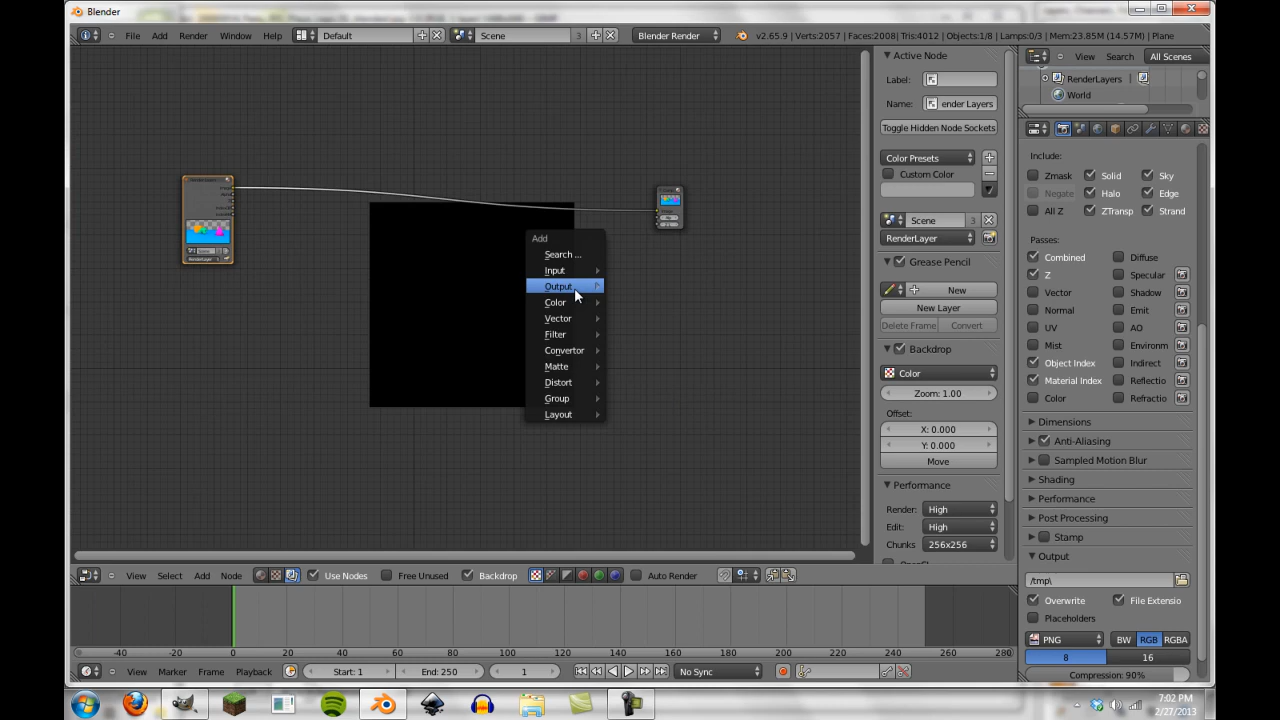 Blender
File Add Render Window Help Default Scene 3 Blender Render v2.65.9 | Verts:2057 | Faces:2008 | Tris:4012 | Objects:1/8 | Lamps:0/3 | Mem:23.85M (14.57M) | Plane
View Search All Scenes
RenderLayers
World
Active Node
Label:
Name: ender Layers
Toggle Hidden Node Sockets
Color Presets
Custom Color
Scene 3
RenderLayer
Grease Pencil
New
New Layer
Delete Frame Convert
Backdrop
Color
Zoom: 1.00
Offset:
X: 0.000
Y: 0.000
Move
Performance
Render: High
Edit: High
Chunks 256x256
Add
Search ...
Input
Output
Color
Vector
Filter
Convertor
Matte
Distort
Group
Layout
Include:
Zmask Solid Sky
Negate Halo Edge
All Z ZTransp Strand
Passes:
Combined Diffuse
Z Specular
Vector Shadow
Normal Emit
UV AO
Mist Environm
Object Index Indirect
Material Index Reflectio
Color Refractio
Dimensions
Anti-Aliasing
Sampled Motion Blur
Shading
Performance
Post Processing
Stamp
Output
/tmp\
Overwrite File Extensio
Placeholders
PNG BW RGB RGBA
8 16
Compression: 90%
View Select Add Node Use Nodes Free Unused Backdrop Auto Render
-40 -20 0 20 40 60 80 100 120 140 160 180 200 220 240 260 280
View Marker Frame Playback Start: 1 End: 250 1 No Sync
7:02 PM
2/27/2013